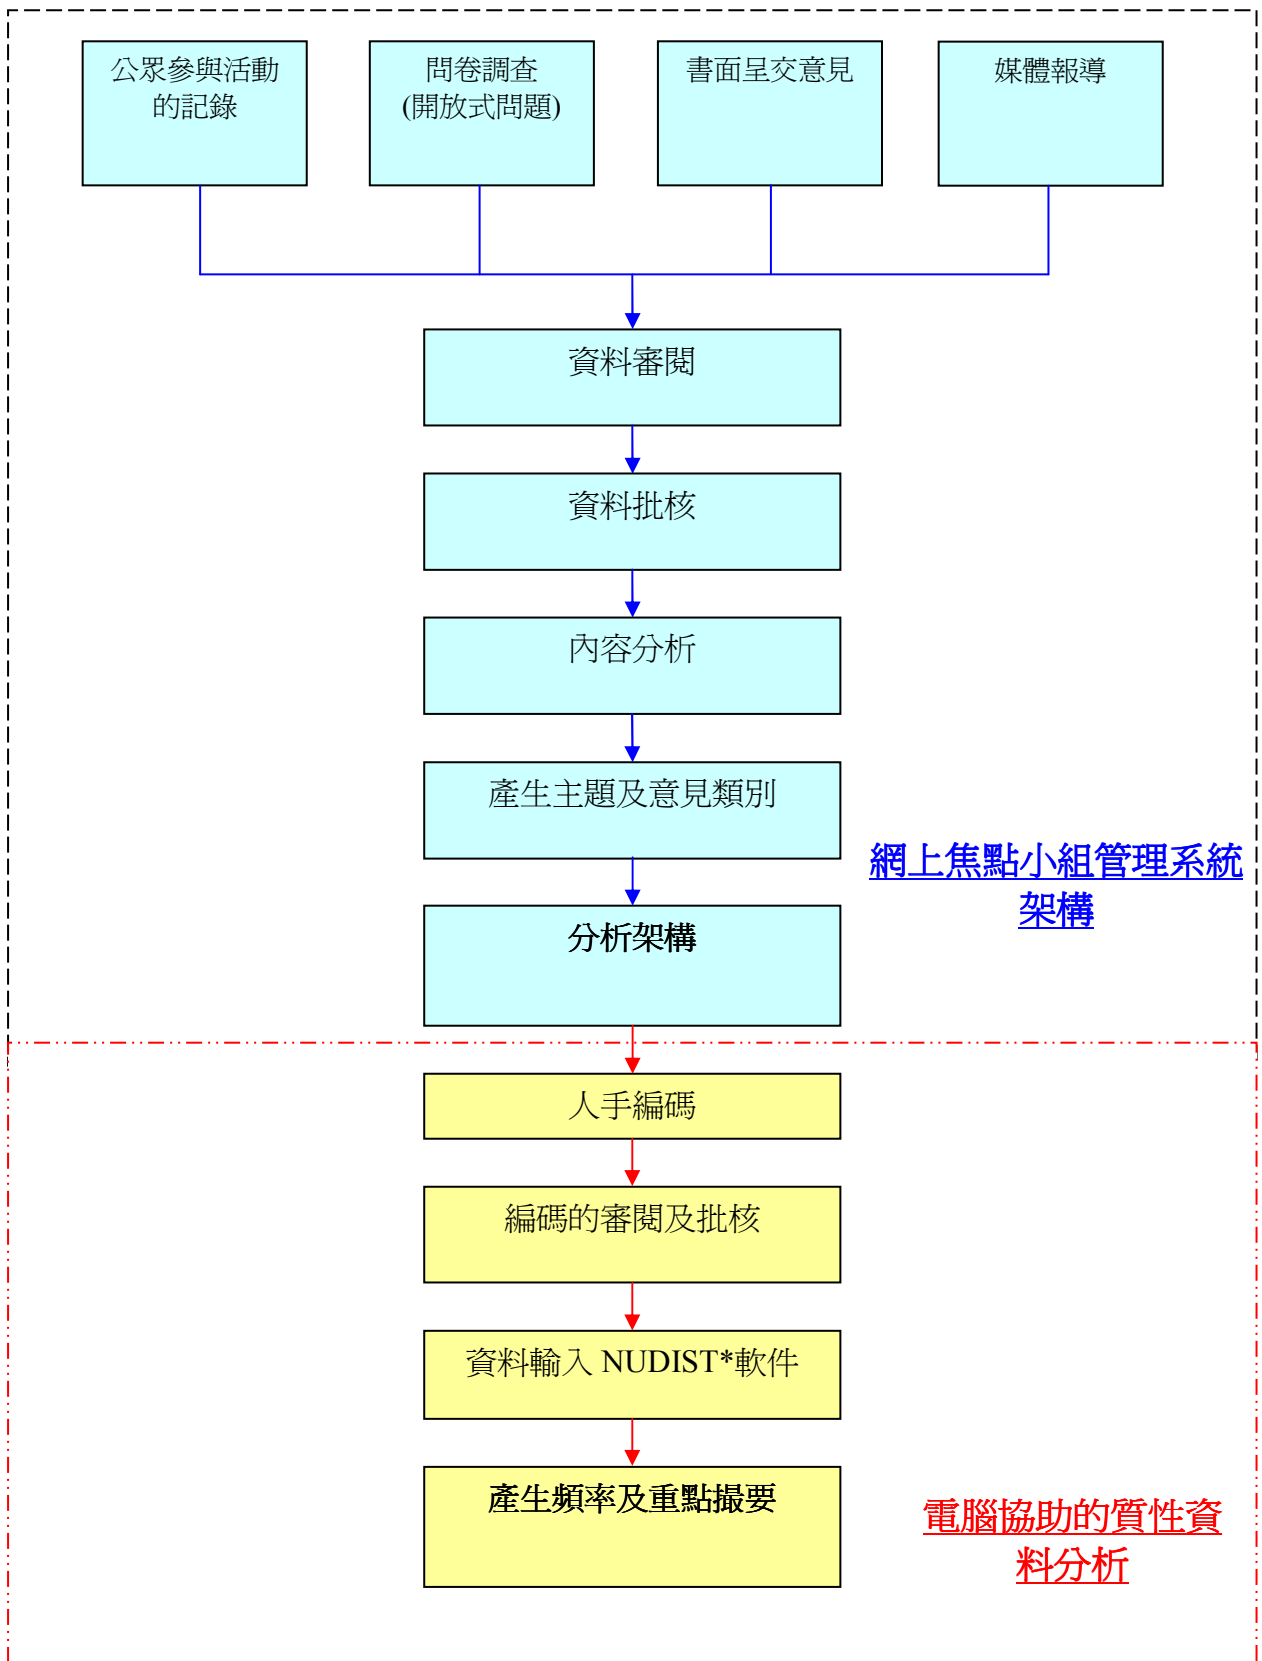 公眾參與活動
的記錄
問卷調查
(開放式問題)
書面呈交意見
媒體報導
資料審閱
資料批核
內容分析
產生主題及意見類別
網上焦點小組管理系統
架構
分析架構
人手編碼
編碼的審閱及批核
資料輸入 NUDIST*軟件
產生頻率及重點撮要
電腦協助的質性資
料分析